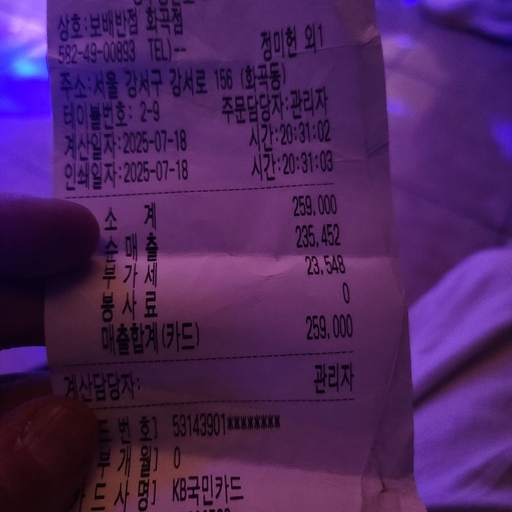 상호:보배반점 화곡점
582-49-00893 TEL)-- 정미헌 외1
주소:서울 강서구 강서로 156 (화곡동)
테이블번호: 2-9 주문담당자:관리자
계산일자:2025-07-18 시간:20:31:02
인쇄일자:2025-07-18 시간:20:31:03
소 계 259,000
순 매 출 235,452
부 가 세 23,548
봉 사 료 0
매출합계(카드) 259,000
계산담당자: 관리자
드 번 호] 53143901********
부 개 월] 0
드 사 명] KB국민카드